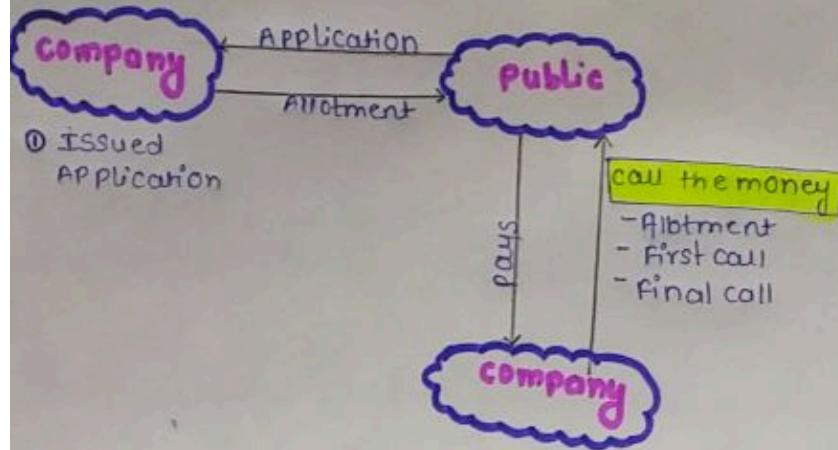 Application
company
public
Allotment
① Issued
Application
call the money
- Allotment
- First call
- Final call
pays
company